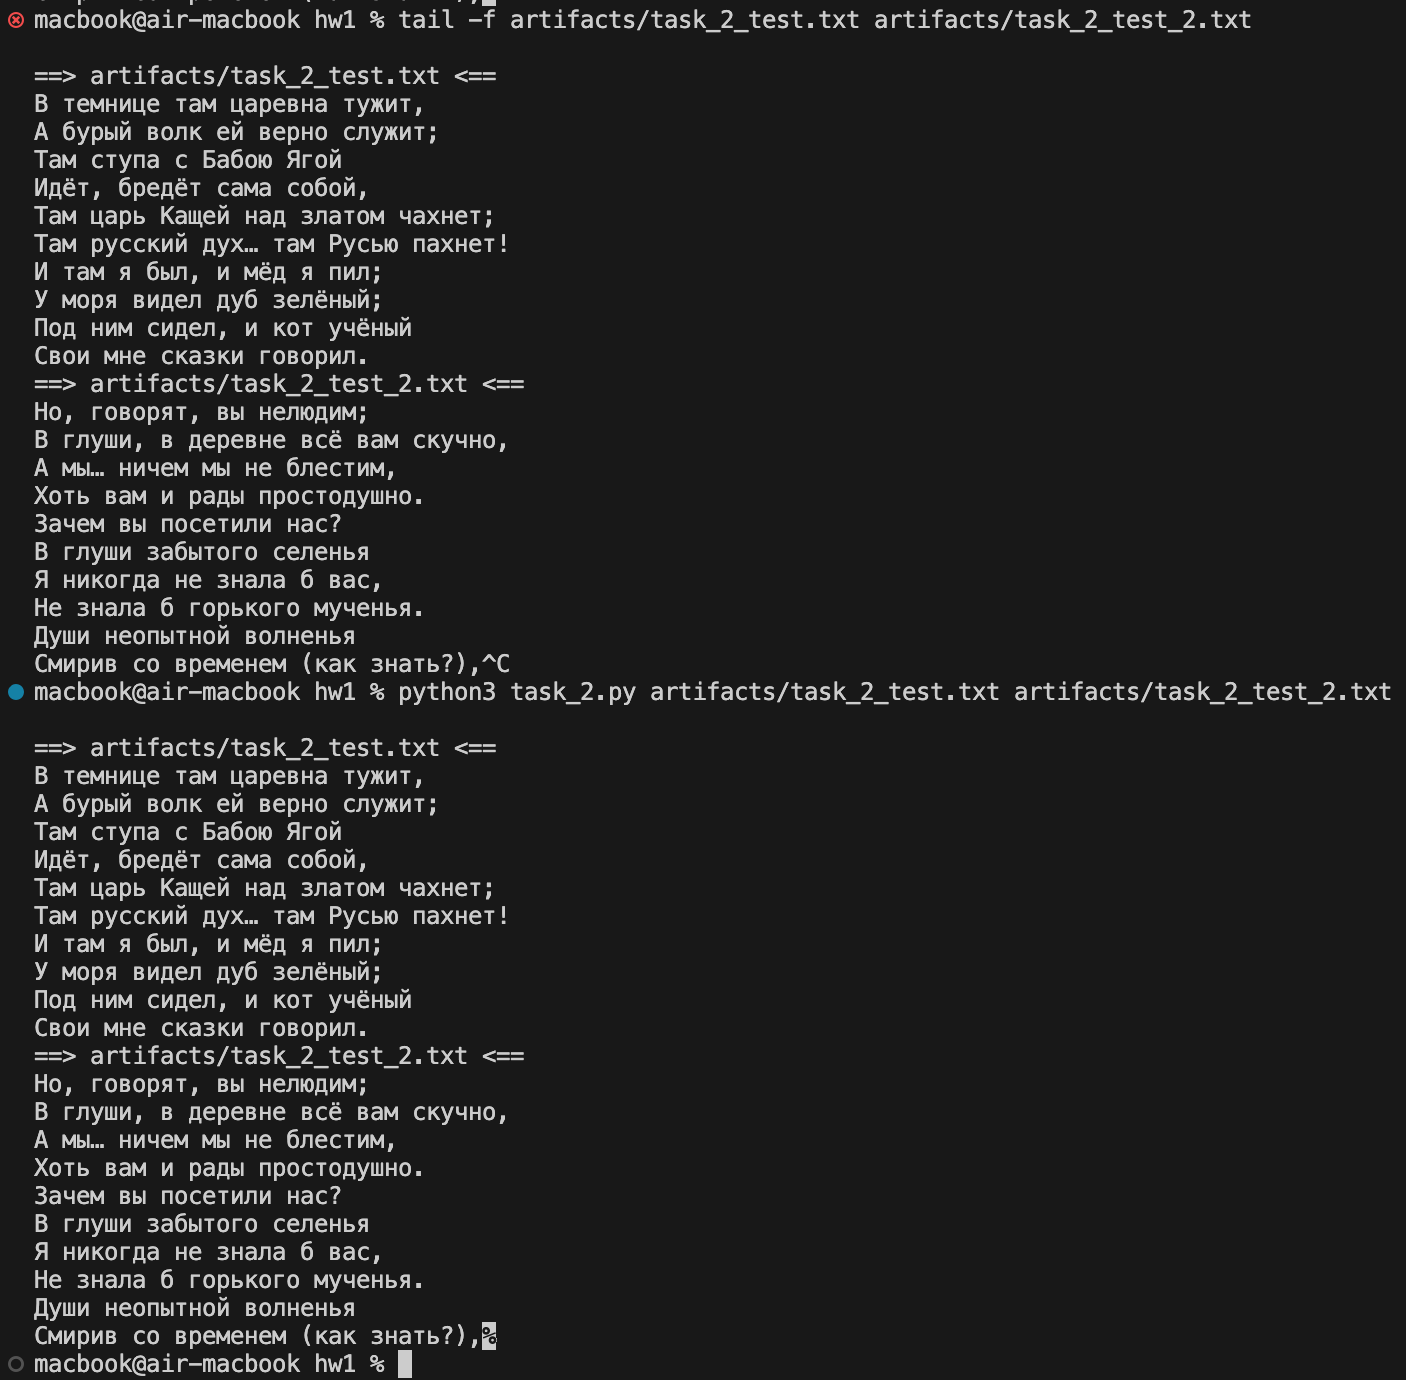 macbook@air-macbook hw1 % tail -f artifacts/task_2_test.txt artifacts/task_2_test_2.txt
==> artifacts/task_2_test.txt <==
В темнице там царевна тужит,
А бурый волк ей верно служит;
Там ступа с Бабою Ягой
Идёт, бредёт сама собой,
Там царь Кащей над златом чахнет;
Там русский дух… там Русью пахнет!
И там я был, и мёд я пил;
У моря видел дуб зелёный;
Под ним сидел, и кот учёный
Свои мне сказки говорил.
==> artifacts/task_2_test_2.txt <==
Но, говорят, вы нелюдим;
В глуши, в деревне всё вам скучно,
А мы… ничем мы не блестим,
Хоть вам и рады простодушно.
Зачем вы посетили нас?
В глуши забытого селенья
Я никогда не знала б вас,
Не знала б горького мученья.
Души неопытной волненья
Смирив со временем (как знать?),^C
macbook@air-macbook hw1 % python3 task_2.py artifacts/task_2_test.txt artifacts/task_2_test_2.txt
==> artifacts/task_2_test.txt <==
В темнице там царевна тужит,
А бурый волк ей верно служит;
Там ступа с Бабою Ягой
Идёт, бредёт сама собой,
Там царь Кащей над златом чахнет;
Там русский дух… там Русью пахнет!
И там я был, и мёд я пил;
У моря видел дуб зелёный;
Под ним сидел, и кот учёный
Свои мне сказки говорил.
==> artifacts/task_2_test_2.txt <==
Но, говорят, вы нелюдим;
В глуши, в деревне всё вам скучно,
А мы… ничем мы не блестим,
Хоть вам и рады простодушно.
Зачем вы посетили нас?
В глуши забытого селенья
Я никогда не знала б вас,
Не знала б горького мученья.
Души неопытной волненья
Смирив со временем (как знать?),%
macbook@air-macbook hw1 %